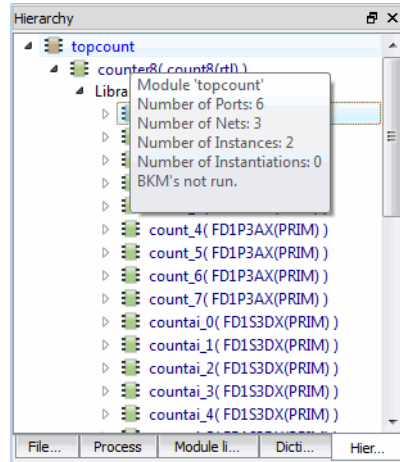 Hierarchy
topcount
counter8( count8(rtl) )
Libra
Module 'topcount'
Number of Ports: 6
Number of Nets: 3
Number of Instances: 2
Number of Instantiations: 0
BKM's not run.
count_4( FD1P3AX(PRIM) )
count_5( FD1P3AX(PRIM) )
count_6( FD1P3AX(PRIM) )
count_7( FD1P3AX(PRIM) )
countai_0( FD1S3DX(PRIM) )
countai_1( FD1S3DX(PRIM) )
countai_2( FD1S3DX(PRIM) )
countai_3( FD1S3DX(PRIM) )
countai_4( FD1S3DX(PRIM) )
File... Process Module li... Dicti... Hier...